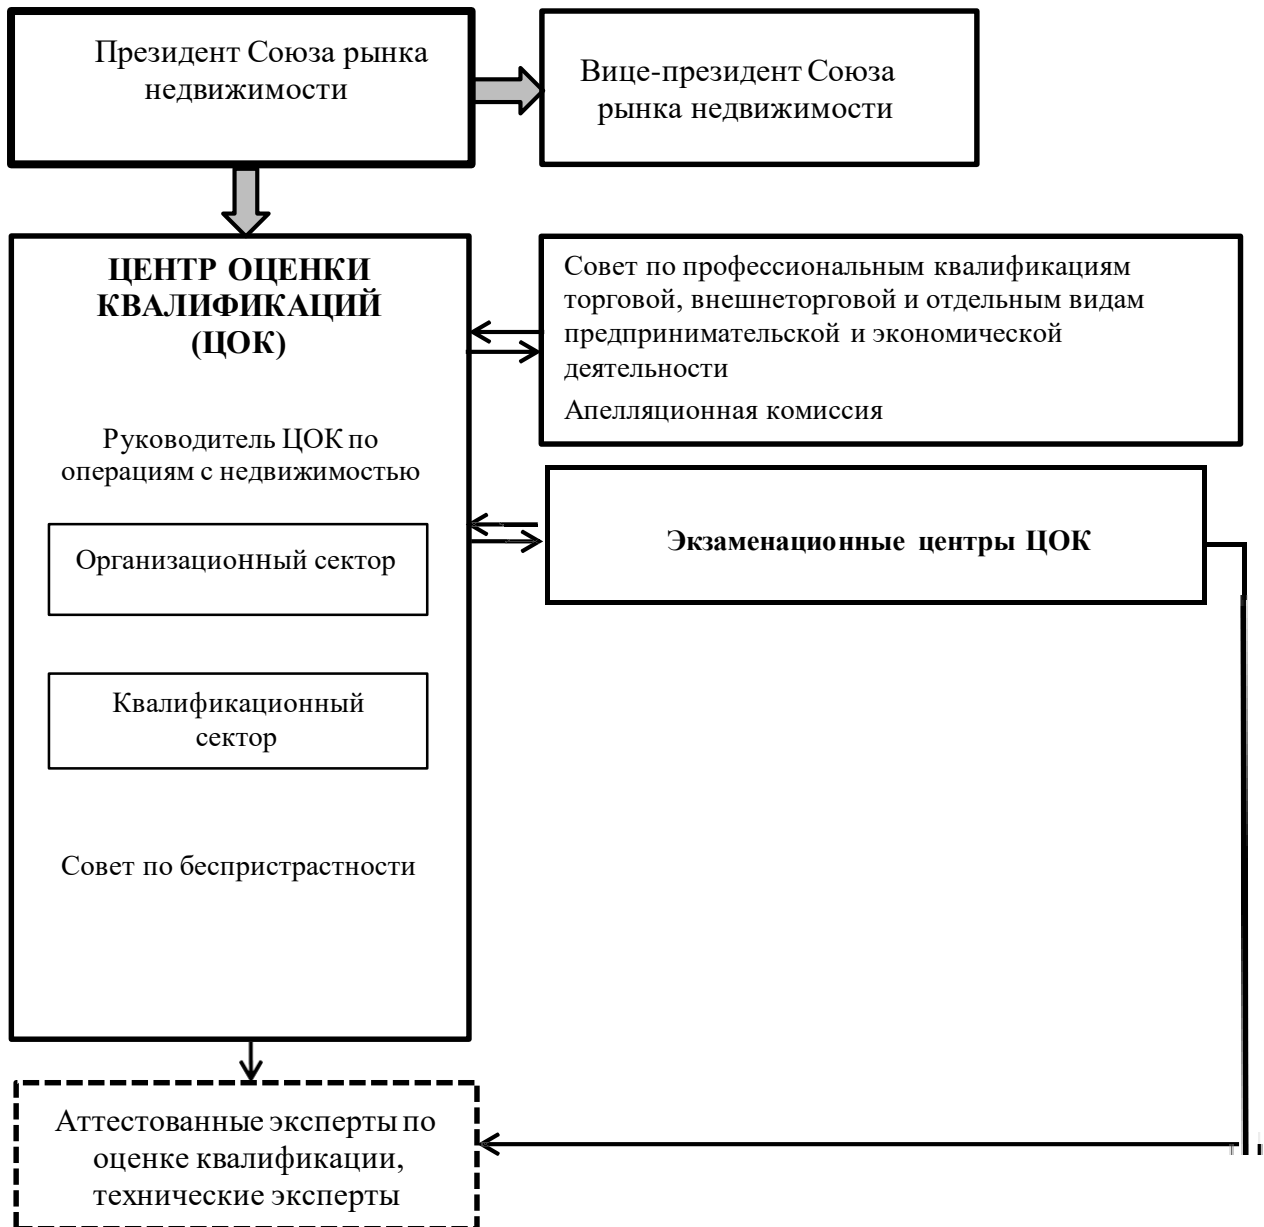 Президент Союза рынка
недвижимости
Вице-президент Союза
рынка недвижимости
ЦЕНТР ОЦЕНКИ
КВАЛИФИКАЦИЙ
(ЦОК)
Руководитель ЦОК по
операциям с недвижимостью
Организационный сектор
Квалификационный
сектор
Совет по беспристрастности
Совет по профессиональным квалификациям
торговой, внешнеторговой и отдельным видам
предпринимательской и экономической
деятельности
Апелляционная комиссия
Экзаменационные центры ЦОК
Аттестованные эксперты по
оценке квалификации,
технические эксперты